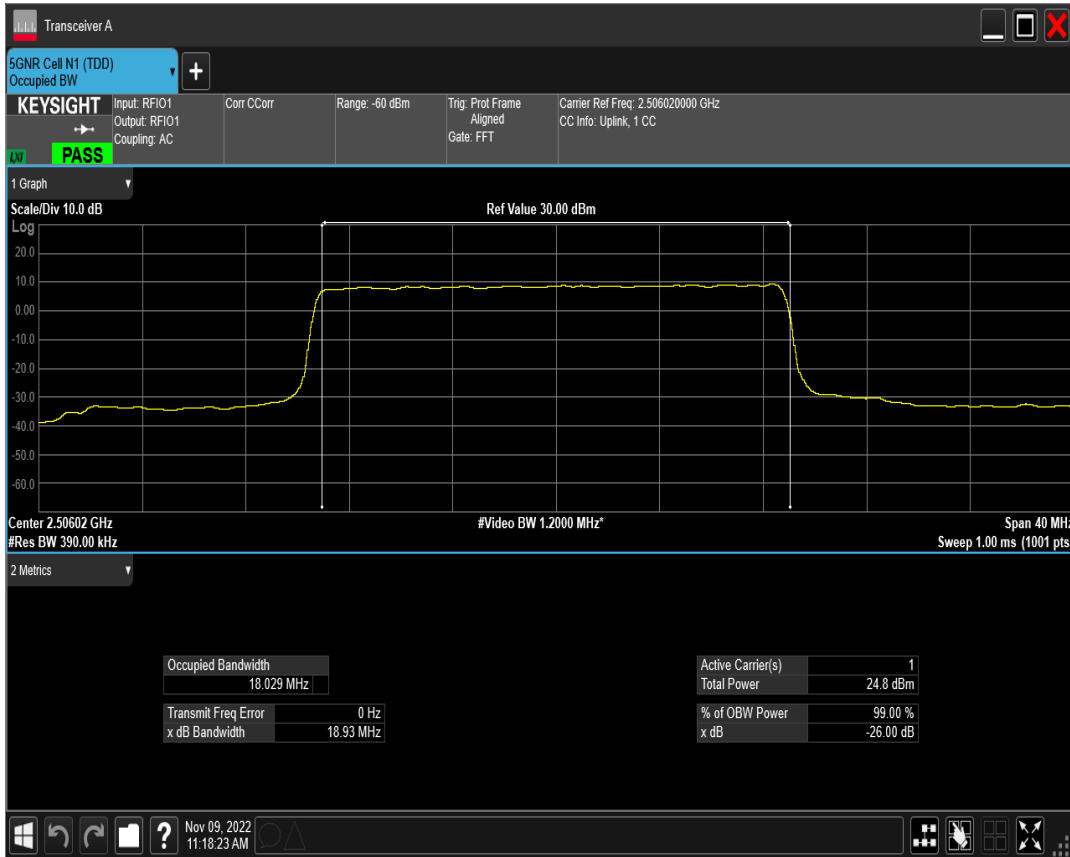 Transceiver A
5GNR Cell N1 (TDD)
Occupied BW
+
KEYSIGHT
LXI PASS
Input: RFIO1
Output: RFIO1
Coupling: AC
Corr CCorr
Range: -60 dBm
Trig: Prot Frame
Aligned
Gate: FFT
Carrier Ref Freq: 2.506020000 GHz
CC Info: Uplink, 1 CC
1 Graph
Scale/Div 10.0 dB Ref Value 30.00 dBm
Log
20.0
10.0
0.00
-10.0
-20.0
-30.0
-40.0
-50.0
-60.0
Center 2.50602 GHz #Video BW 1.2000 MHz* Span 40 MHz
#Res BW 390.00 kHz Sweep 1.00 ms (1001 pts
2 Metrics
Occupied Bandwidth
18.029 MHz
Transmit Freq Error 0 Hz
x dB Bandwidth 18.93 MHz
Active Carrier(s) 1
Total Power 24.8 dBm
% of OBW Power 99.00 %
x dB -26.00 dB
?
Nov 09, 2022
11:18:23 AM